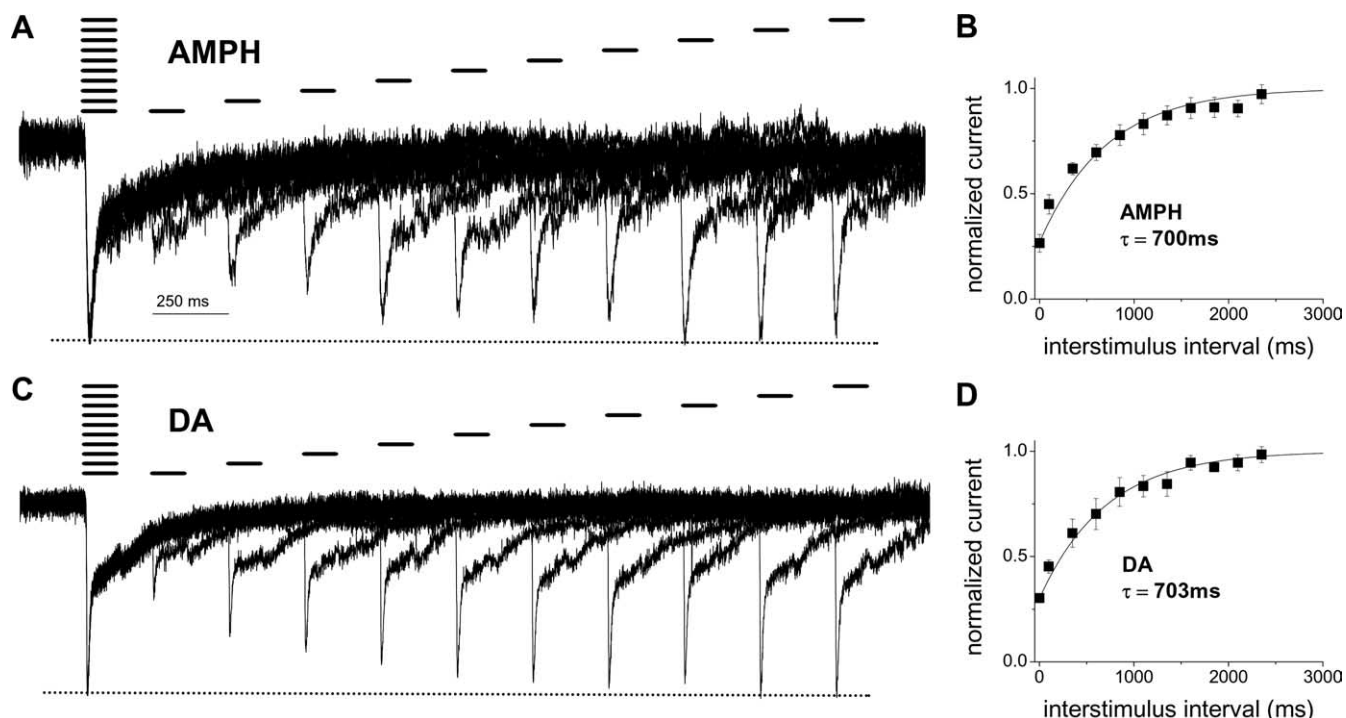 A
AMPH
250 ms
B
normalized current
1.0
0.5
0.0
AMPH
τ = 700ms
0 1000 2000 3000
interstimulus interval (ms)
C
DA
D
normalized current
1.0
0.5
0.0
DA
τ = 703ms
0 1000 2000 3000
interstimulus interval (ms)